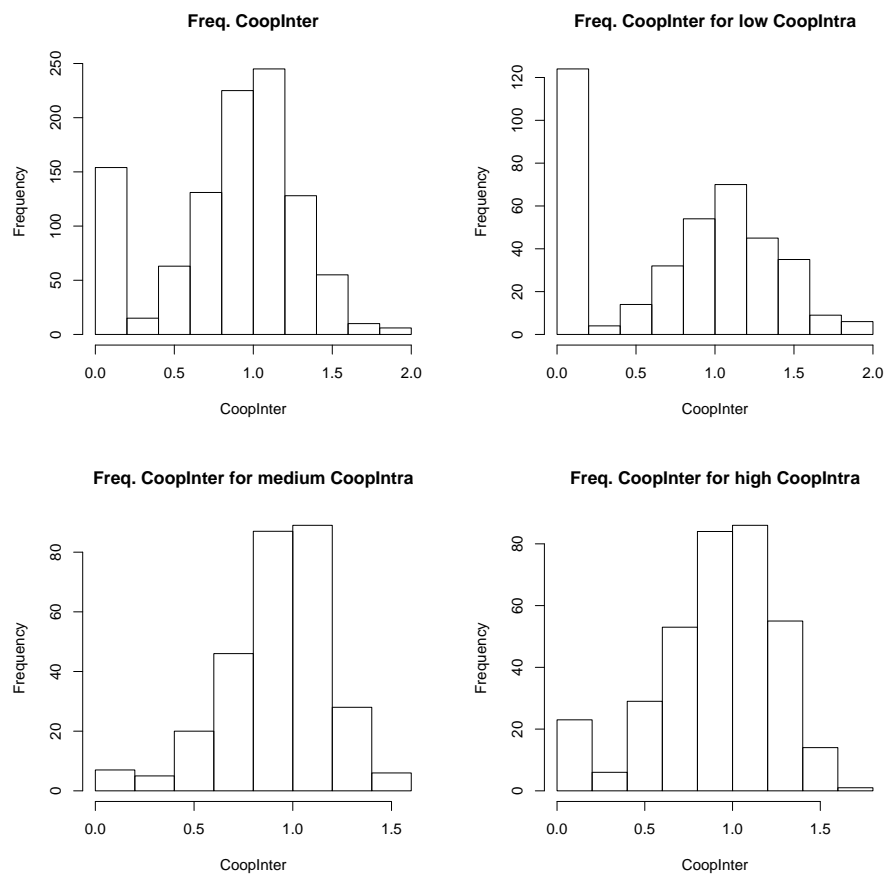 Freq. CoopInter
Frequency
0
50
100
150
200
250
0.0 0.5 1.0 1.5 2.0
CoopInter
Freq. CoopInter for low CoopIntra
Frequency
0
20
40
60
80
100
120
0.0 0.5 1.0 1.5 2.0
CoopInter
Freq. CoopInter for medium CoopIntra
Frequency
0
20
40
60
80
0.0 0.5 1.0 1.5
CoopInter
Freq. CoopInter for high CoopIntra
Frequency
0
20
40
60
80
0.0 0.5 1.0 1.5
CoopInter